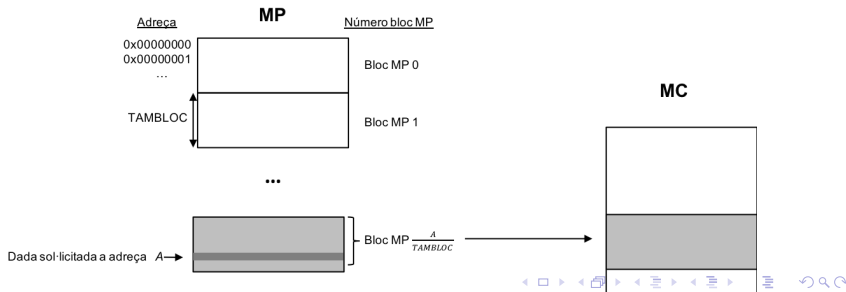 MP
Adreça
Número bloc MP
0x00000000
0x00000001
...
Bloc MP 0
TAMBLOC
Bloc MP 1
...
MC
Bloc MP A/TAMBLOC
Dada sol·licitada a adreça A